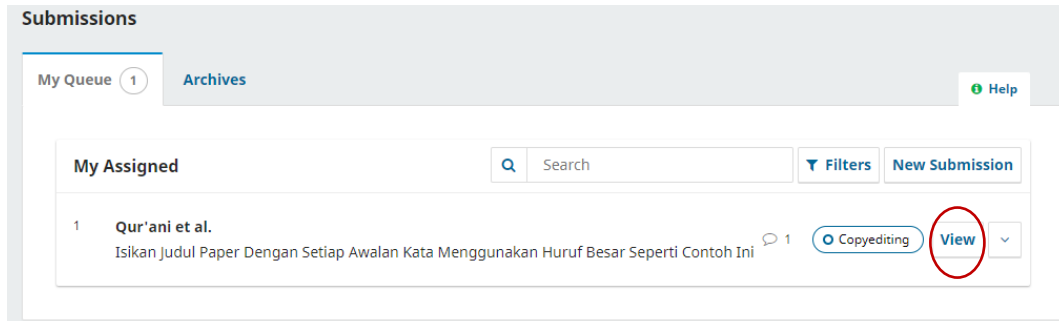 Submissions
My Queue 1 Archives
Help
My Assigned Search Filters New Submission
1 Qur'ani et al.
Isikan Judul Paper Dengan Setiap Awalan Kata Menggunakan Huruf Besar Seperti Contoh Ini 1 Copyediting View